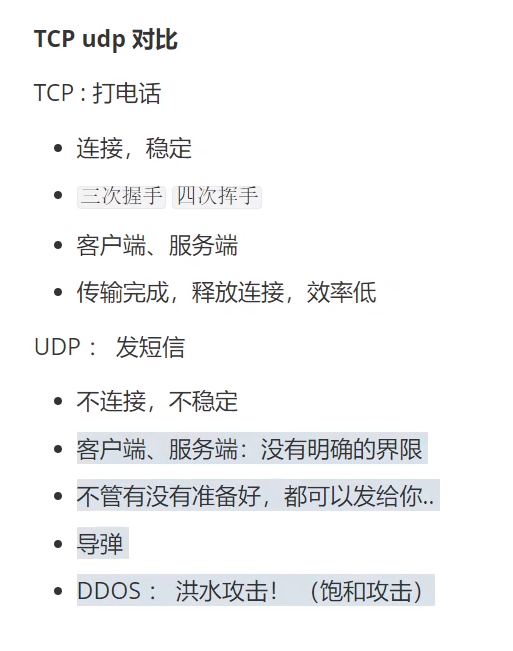 TCP udp 对比
TCP : 打电话
连接，稳定
三次握手 四次挥手
客户端、服务端
传输完成，释放连接，效率低
UDP ： 发短信
不连接，不稳定
客户端、服务端：没有明确的界限
不管有没有准备好，都可以发给你..
导弹
DDOS ： 洪水攻击！ （饱和攻击）